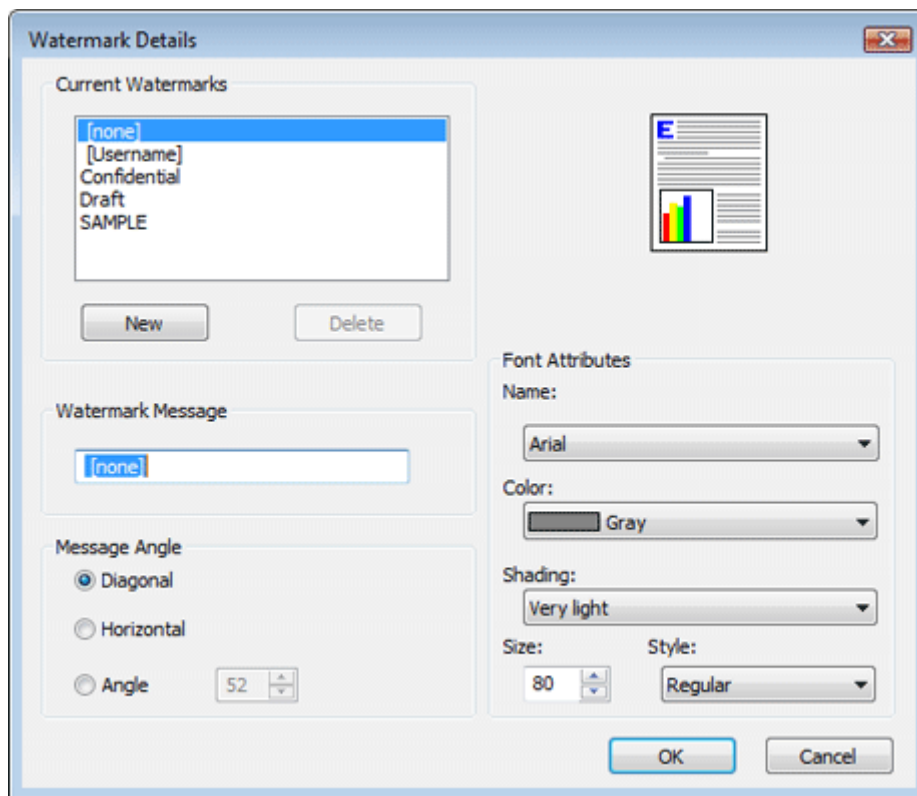 Watermark Details
Current Watermarks
[none]
[Username]
Confidential
Draft
SAMPLE
New
Delete
E
Watermark Message
[none]
Message Angle
Diagonal
Horizontal
Angle
52
Font Attributes
Name:
Arial
Color:
Gray
Shading:
Very light
Size:
Style:
80
Regular
OK
Cancel